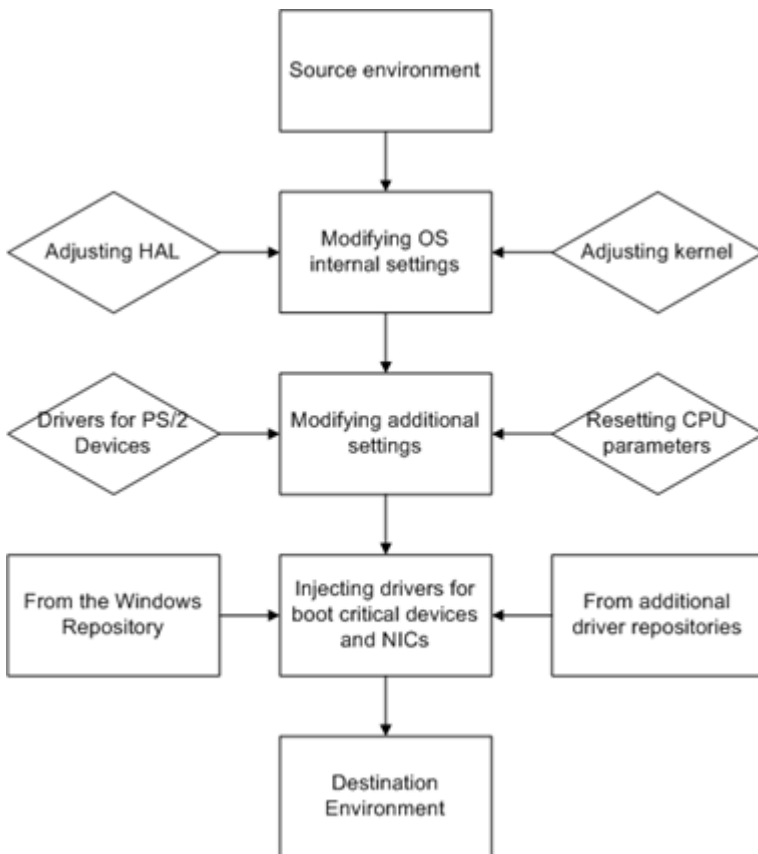 Source environment
Adjusting HAL
Modifying OS
internal settings
Adjusting kernel
Drivers for PS/2
Devices
Modifying additional
settings
Resetting CPU
parameters
From the Windows
Repository
Injecting drivers for
boot critical devices
and NICs
From additional
driver repositories
Destination
Environment